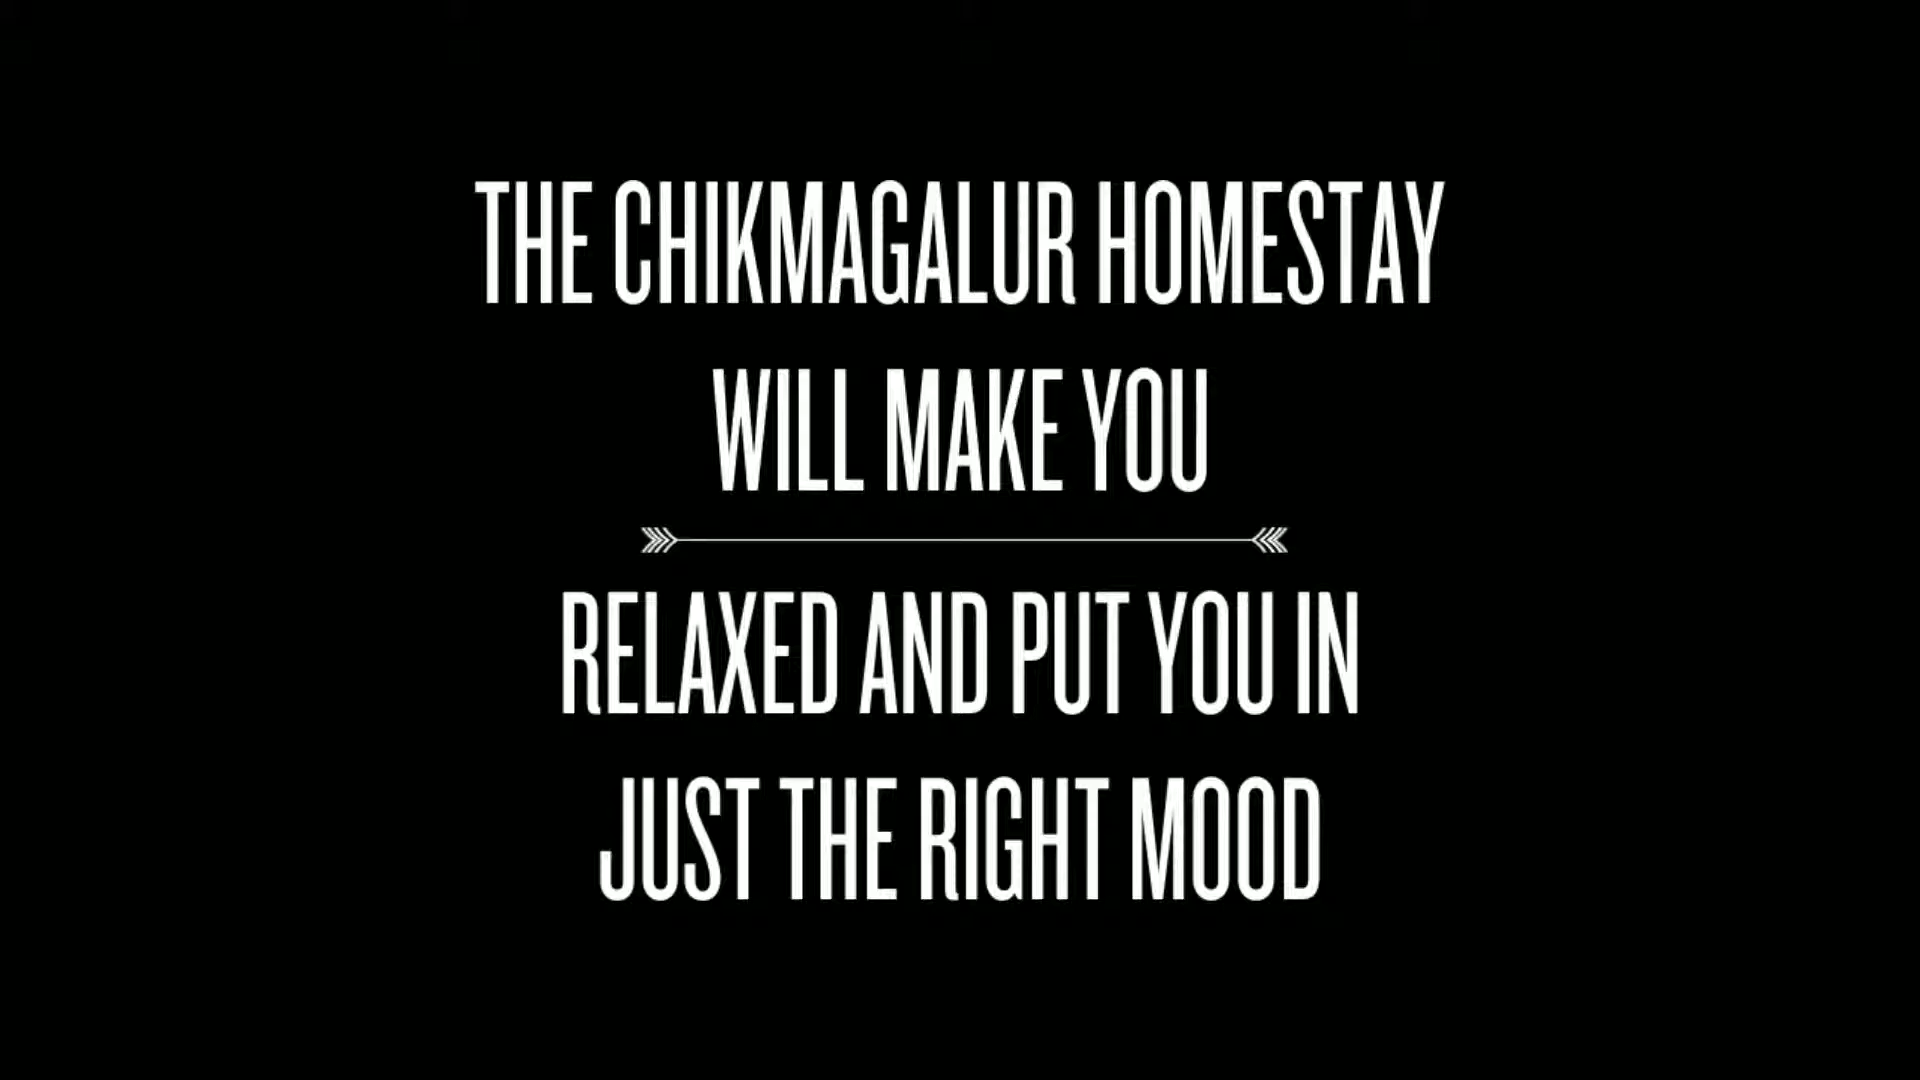 THE CHIKMAGALUR HOMESTAY
WILL MAKE YOU
RELAXED AND PUT YOU IN
JUST THE RIGHT MOOD